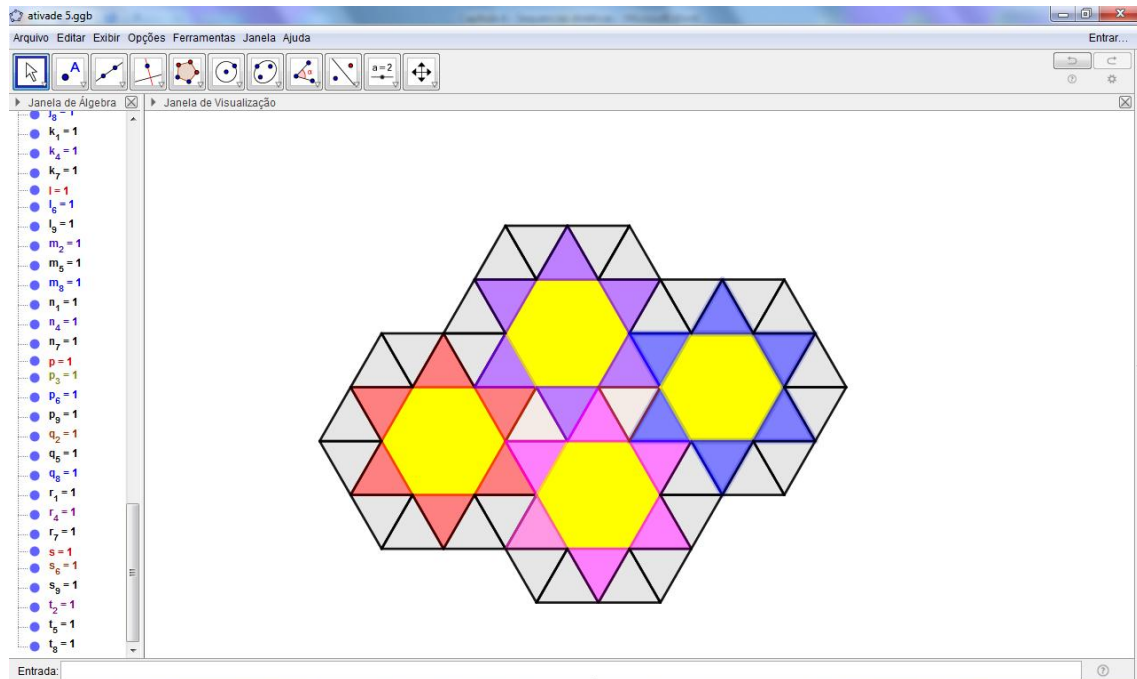 ativade 5.ggb
Arquivo Editar Exibir Opções Ferramentas Janela Ajuda
Entrar...
A
a=2
Janela de Álgebra
Janela de Visualização
k₁ = 1
k₄ = 1
k₇ = 1
l = 1
l₆ = 1
l₉ = 1
m₂ = 1
m₅ = 1
m₈ = 1
n₁ = 1
n₄ = 1
n₇ = 1
p = 1
p₃ = 1
p₆ = 1
p₉ = 1
q₂ = 1
q₅ = 1
q₈ = 1
r₁ = 1
r₄ = 1
r₇ = 1
s = 1
s₆ = 1
s₉ = 1
t₂ = 1
t₅ = 1
t₈ = 1
Entrada: